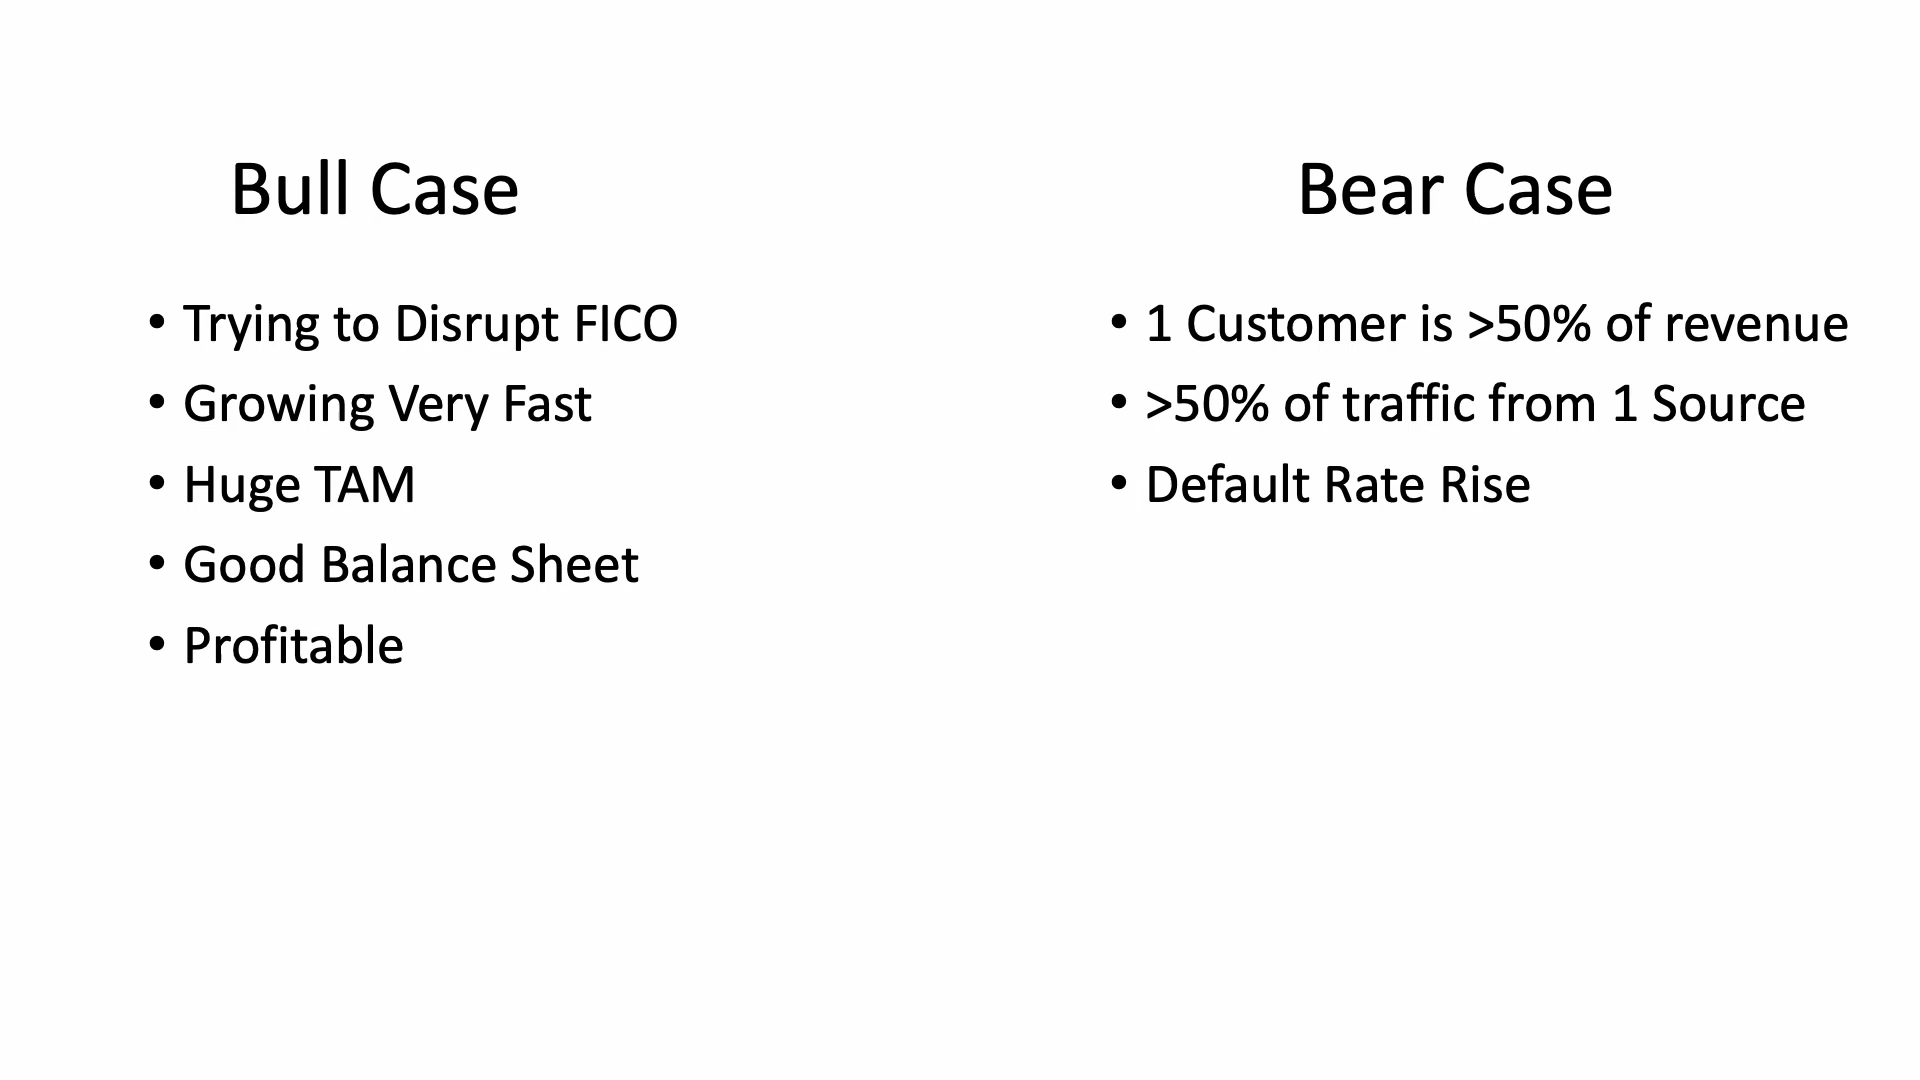 Bull Case
• Trying to Disrupt FICO
• Growing Very Fast
• Huge TAM
• Good Balance Sheet
• Profitable
Bear Case
• 1 Customer is >50% of revenue
• >50% of traffic from 1 Source
• Default Rate Rise